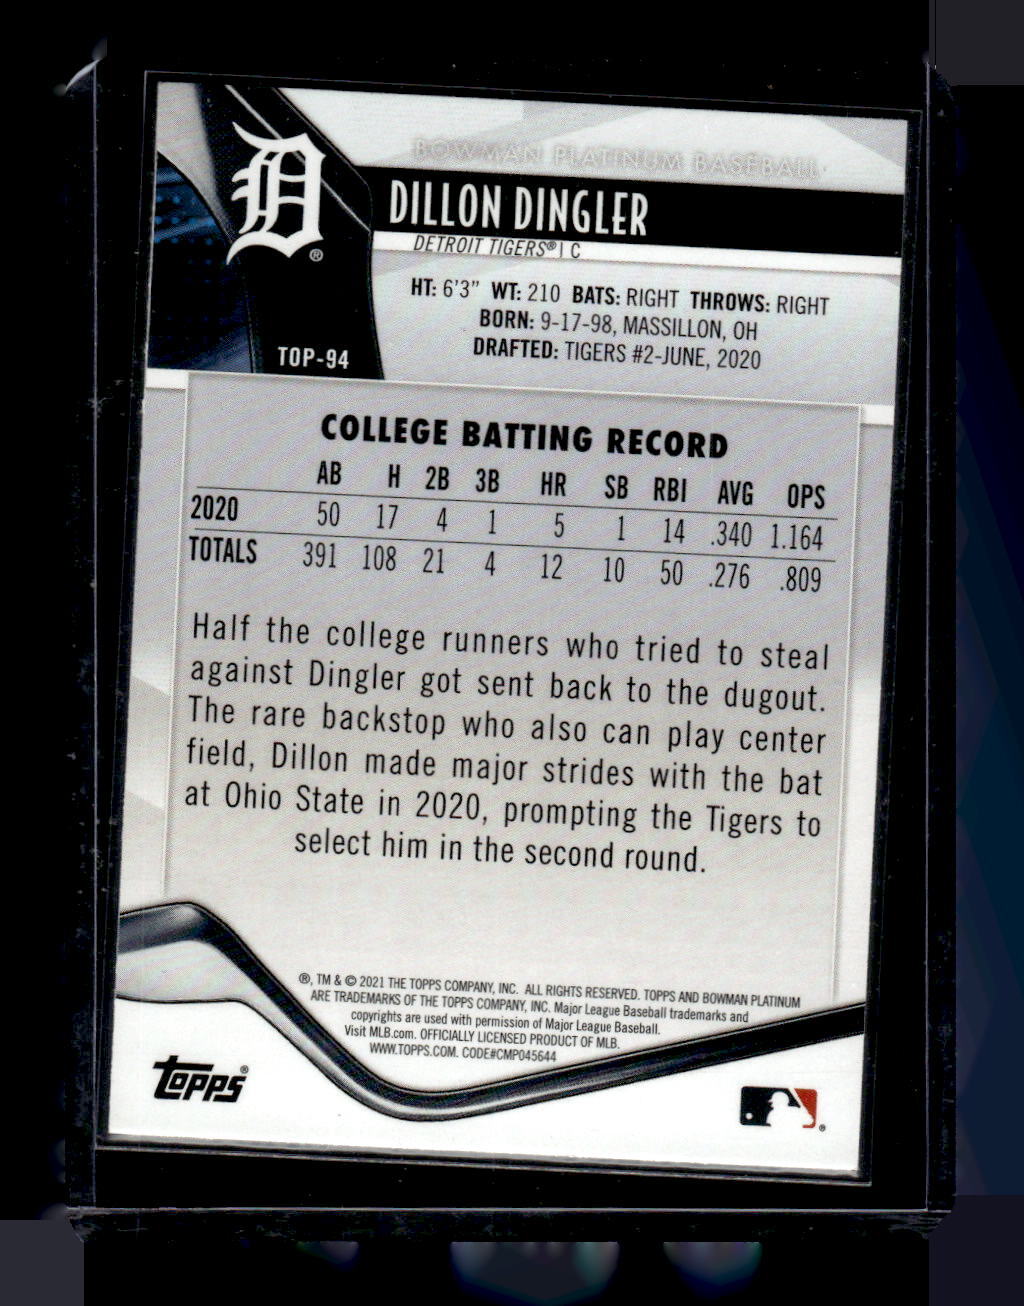 BOWMAN PLATINUM BASEBALL
DILLON DINGLER
DETROIT TIGERS® | C
HT: 6'3" WT: 210 BATS: RIGHT THROWS: RIGHT
BORN: 9-17-98, MASSILLON, OH
DRAFTED: TIGERS #2-JUNE, 2020
D®
TOP-94
COLLEGE BATTING RECORD
AB H 2B 3B HR SB RBI AVG OPS
2020 50 17 4 1 5 1 14 .340 1.164
TOTALS 391 108 21 4 12 10 50 .276 .809
Half the college runners who tried to steal
against Dingler got sent back to the dugout.
The rare backstop who also can play center
field, Dillon made major strides with the bat
at Ohio State in 2020, prompting the Tigers to
select him in the second round.
®, TM & © 2021 THE TOPPS COMPANY, INC. ALL RIGHTS RESERVED. TOPPS AND BOWMAN PLATINUM
ARE TRADEMARKS OF THE TOPPS COMPANY, INC. Major League Baseball trademarks and
copyrights are used with permission of Major League Baseball.
Visit MLB.com. OFFICIALLY LICENSED PRODUCT OF MLB.
WWW.TOPPS.COM. CODE#CMP045644
TOPPS®